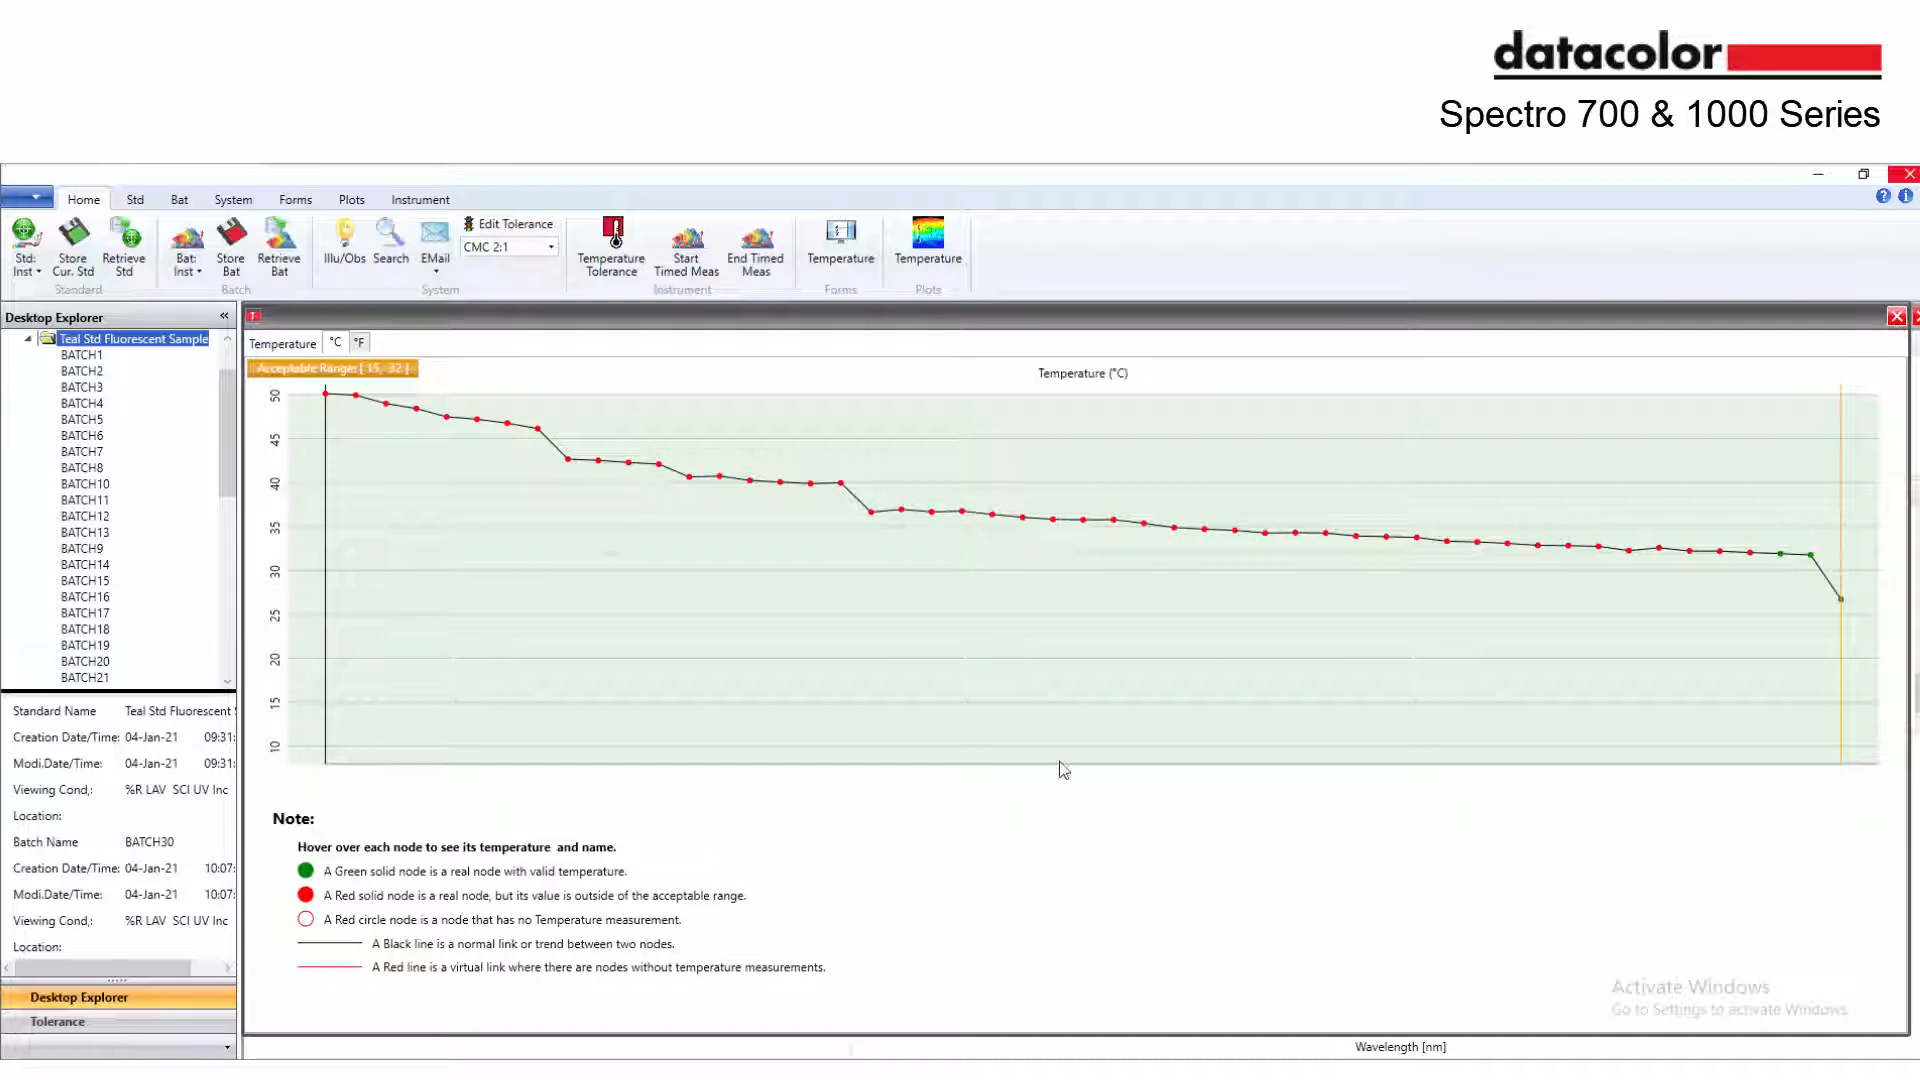 datacolor
Spectro 700 & 1000 Series
Home Std Bat System Forms Plots Instrument
Std: Inst
Store Cur. Std
Retrieve Std
Standard
Bat: Inst
Store Bat
Retrieve Bat
Batch
Illu/Obs
Search
EMail
Edit Tolerance
CMC 2:1
System
Temperature Tolerance
Start Timed Meas
End Timed Meas
Instrument
Temperature
Forms
Temperature
Plots
Desktop Explorer
Teal Std Fluorescent Sample
BATCH1
BATCH2
BATCH3
BATCH4
BATCH5
BATCH6
BATCH7
BATCH8
BATCH10
BATCH11
BATCH12
BATCH13
BATCH9
BATCH14
BATCH15
BATCH16
BATCH17
BATCH18
BATCH19
BATCH20
BATCH21
Standard Name Teal Std Fluorescent
Creation Date/Time: 04-Jan-21 09:31:
Modi.Date/Time: 04-Jan-21 09:31:
Viewing Cond,: %R LAV SCI UV Inc
Location:
Batch Name BATCH30
Creation Date/Time: 04-Jan-21 10:07:
Modi.Date/Time: 04-Jan-21 10:07:
Viewing Cond,: %R LAV SCI UV Inc
Location:
Desktop Explorer
Tolerance
Temperature °C °F
Acceptable Range: [ 15, 32 ]
Temperature (°C)
50
45
40
35
30
25
20
15
10
Note:
Hover over each node to see its temperature and name.
A Green solid node is a real node with valid temperature.
A Red solid node is a real node, but its value is outside of the acceptable range.
A Red circle node is a node that has no Temperature measurement.
A Black line is a normal link or trend between two nodes.
A Red line is a virtual link where there are nodes without temperature measurements.
Activate Windows
Go to Settings to activate Windows.
Wavelength [nm]